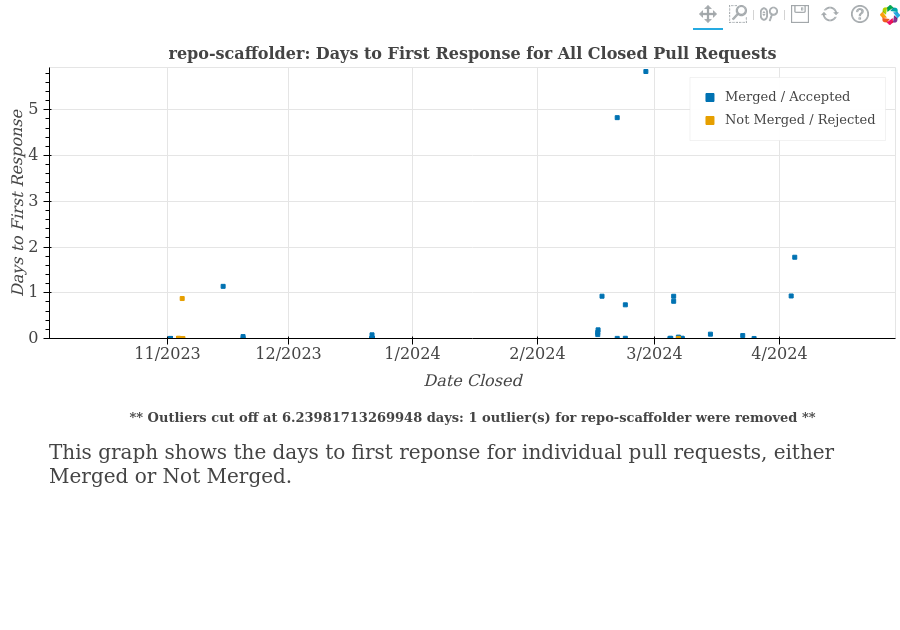 repo-scaffolder: Days to First Response for All Closed Pull Requests
Merged / Accepted
Not Merged / Rejected
Days to First Response
5
4
3
2
1
0
11/2023 12/2023 1/2024 2/2024 3/2024 4/2024
Date Closed
** Outliers cut off at 6.23981713269948 days: 1 outlier(s) for repo-scaffolder were removed **
This graph shows the days to first reponse for individual pull requests, either
Merged or Not Merged.